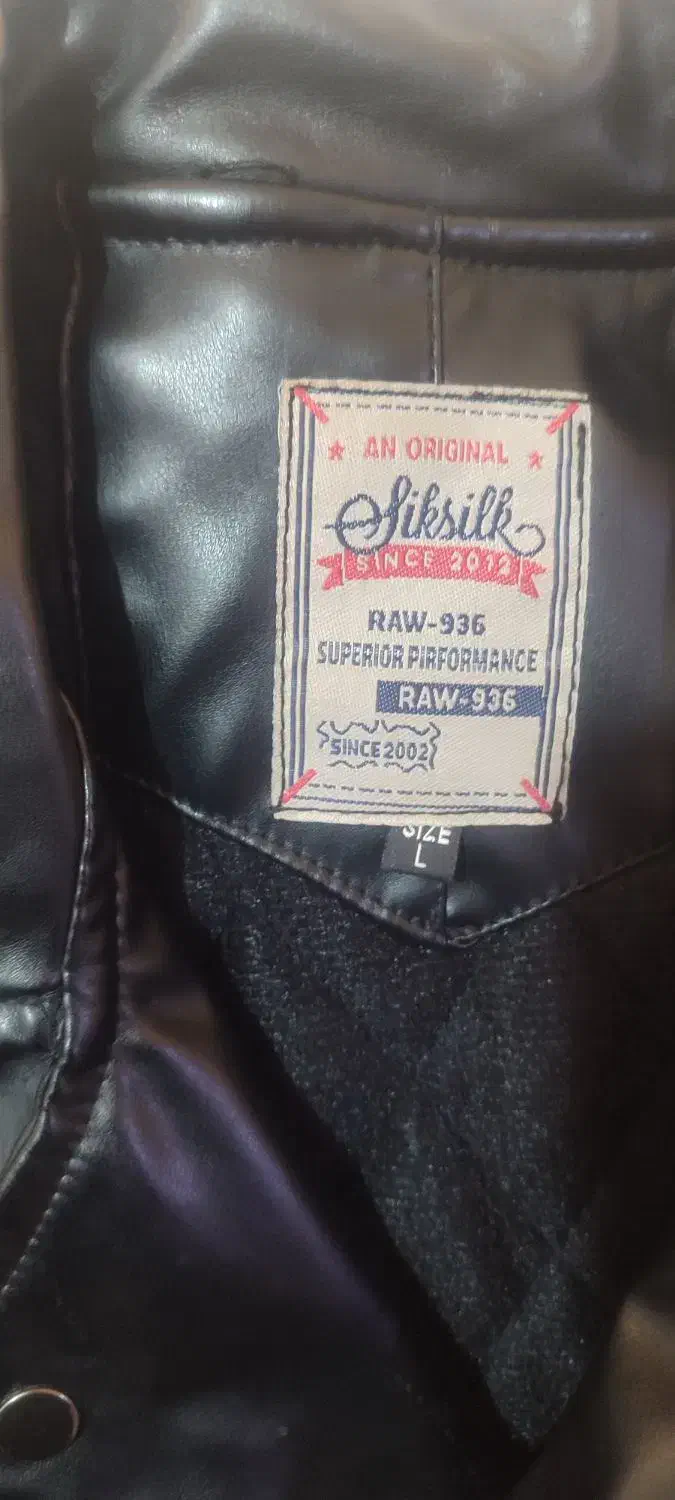 AN ORIGINAL
Siksilk
SINCE 2012
RAW-936
SUPERIOR PIRFORMANCE
RAW-936
SINCE 2002
SIZE
L